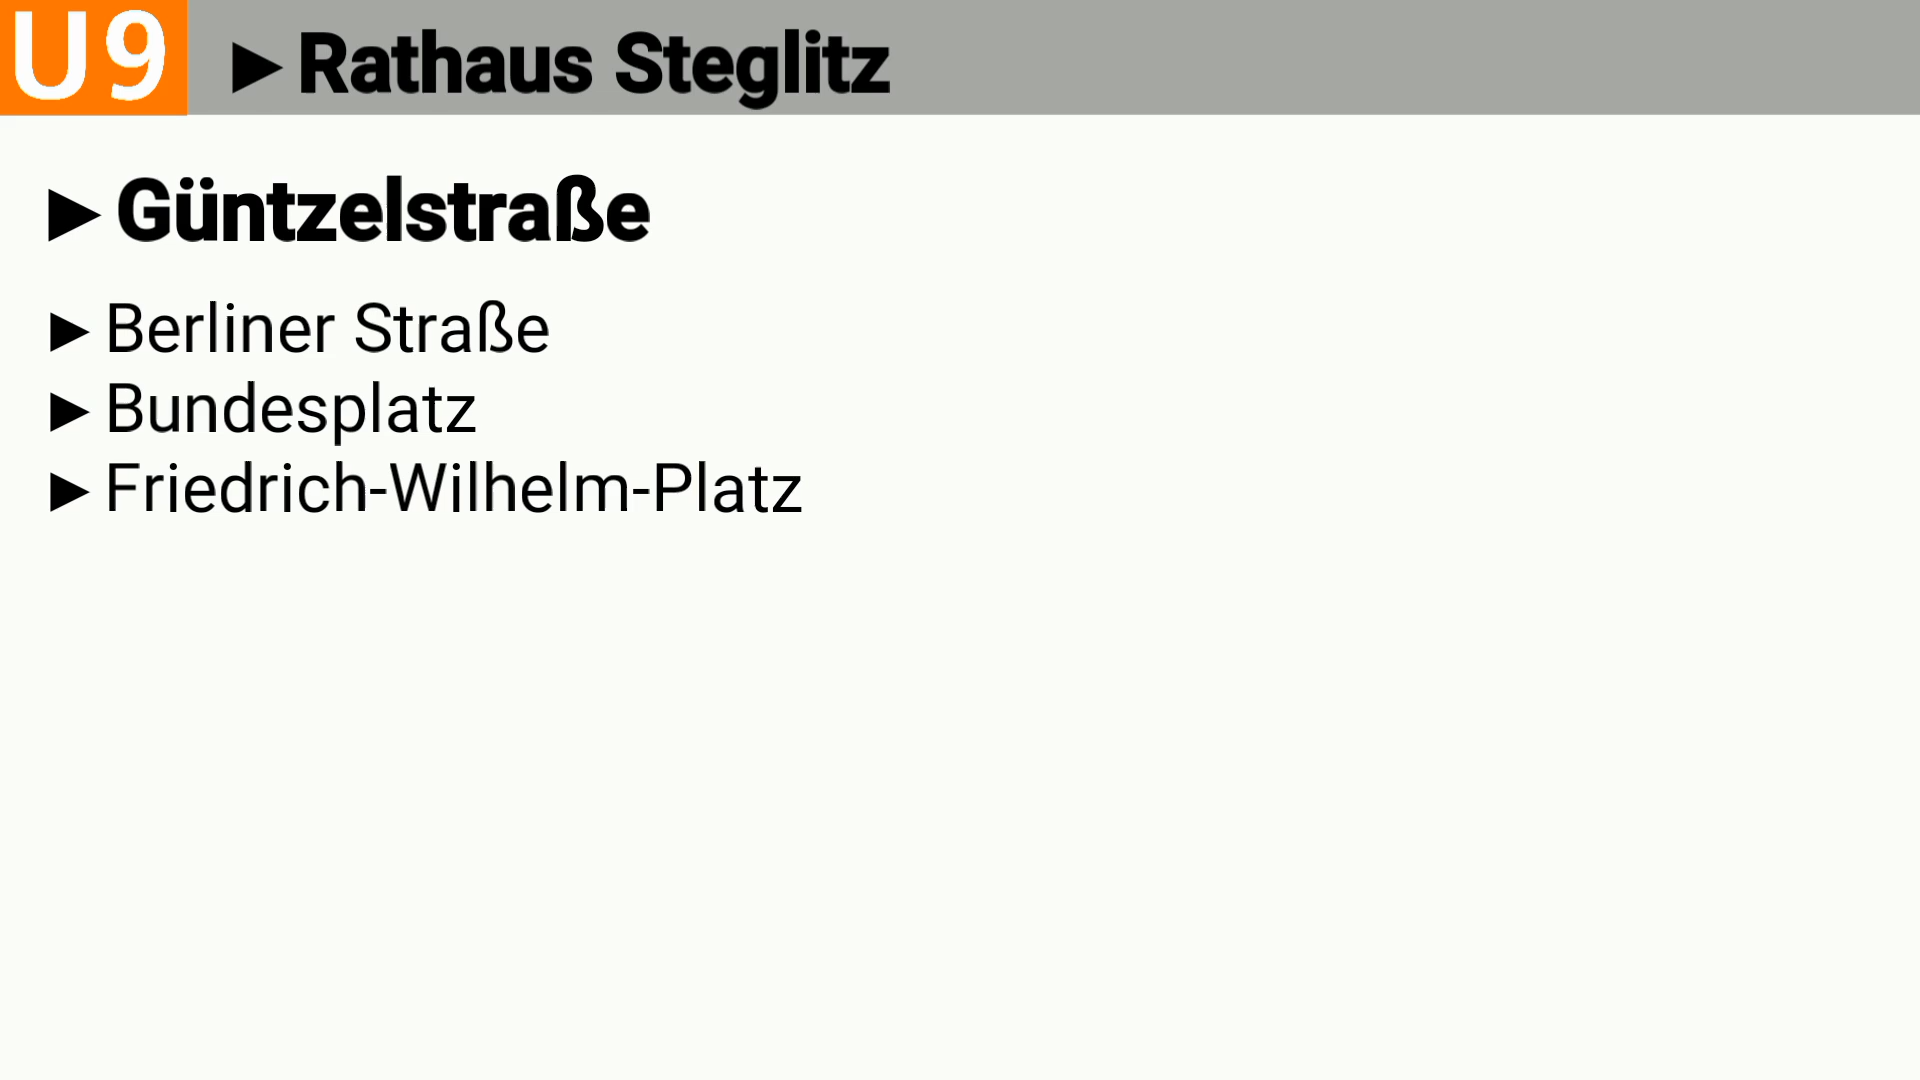 U9 ► Rathaus Steglitz
► Güntzelstraße
► Berliner Straße
► Bundesplatz
► Friedrich-Wilhelm-Platz